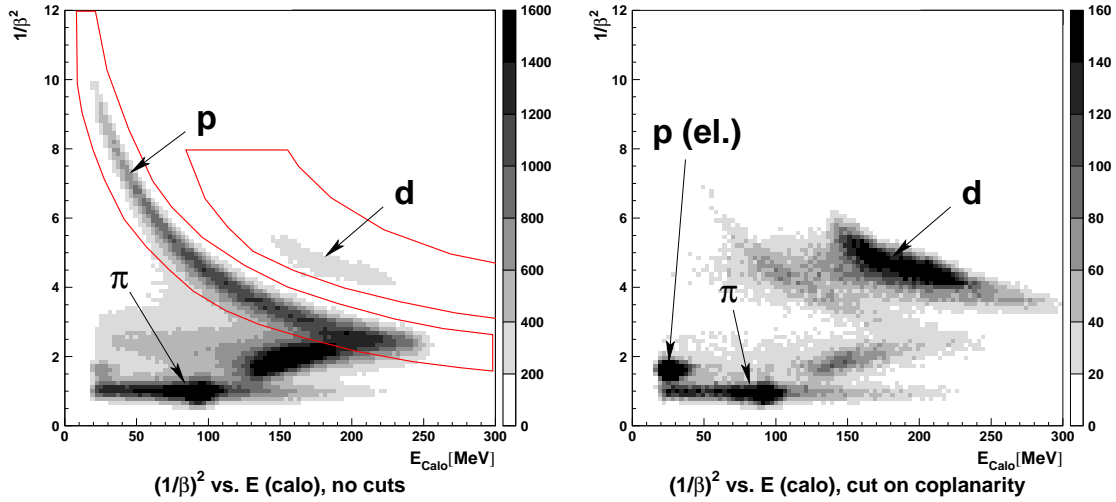 1/β²
12
10
8
6
4
2
0
p
d
π
0 50 100 150 200 250 300
E_Calo[MeV]
1600
1400
1200
1000
800
600
400
200
0
(1/β)² vs. E (calo), no cuts
1/β²
12
10
8
6
4
2
0
p (el.)
d
π
0 50 100 150 200 250 300
E_Calo[MeV]
160
140
120
100
80
60
40
20
0
(1/β)² vs. E (calo), cut on coplanarity